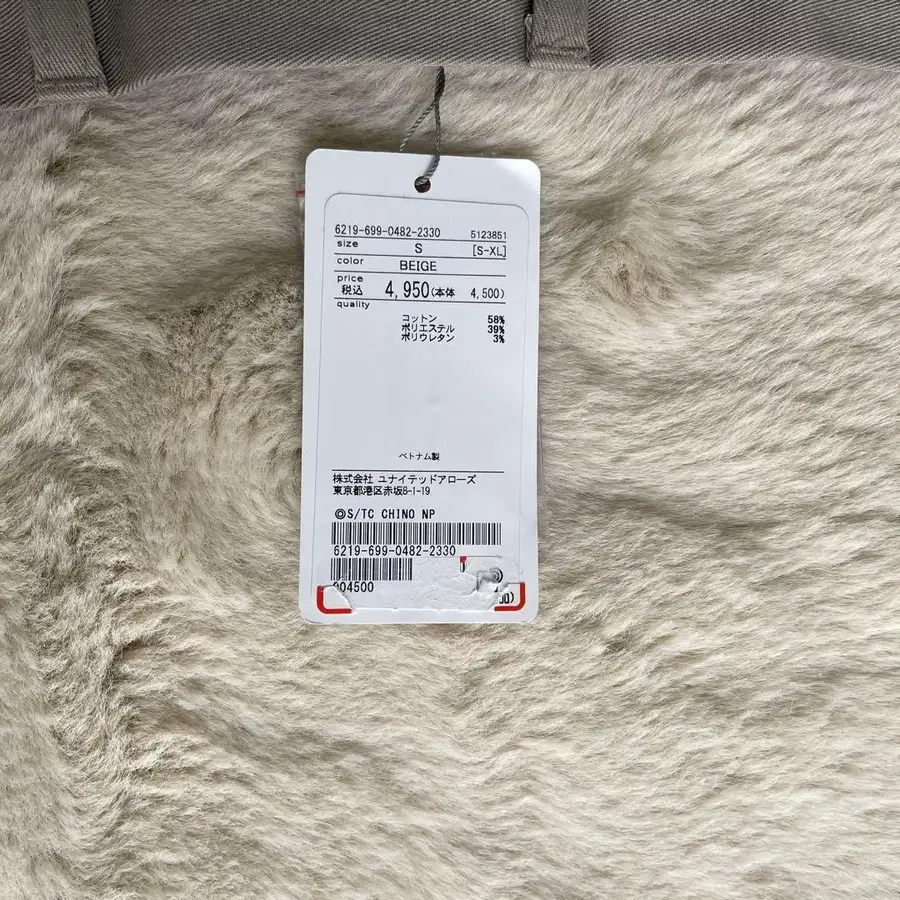 6219-699-0482-2330 5123851
size S [S-XL]
color BEIGE
price
税込 4,950(本体 4,500)
quality
コットン 58%
ポリエステル 39%
ポリウレタン 3%
ベトナム製
株式会社 ユナイテッドアローズ
東京都港区赤坂8-1-19
◎S/TC CHINO NP
6219-699-0482-2330
004500